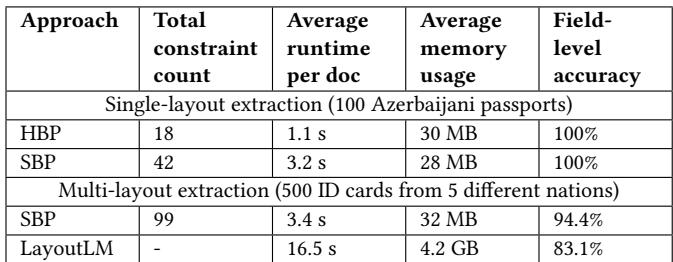 Approach Total constraint count Average runtime per doc Average memory usage Field-level accuracy
Single-layout extraction (100 Azerbaijani passports)
HBP 18 1.1 s 30 MB 100%
SBP 42 3.2 s 28 MB 100%
Multi-layout extraction (500 ID cards from 5 different nations)
SBP 99 3.4 s 32 MB 94.4%
LayoutLM - 16.5 s 4.2 GB 83.1%